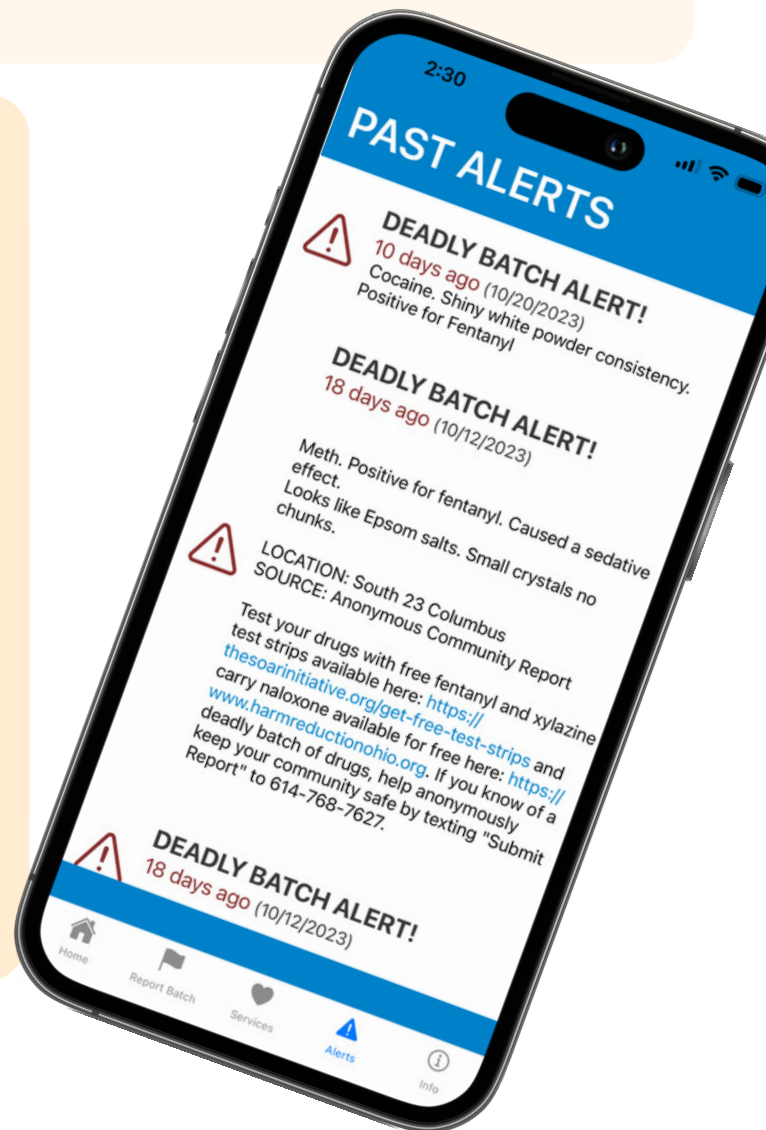 2:30
PAST ALERTS
DEADLY BATCH ALERT!
10 days ago (10/20/2023)
Cocaine. Shiny white powder consistency.
Positive for Fentanyl
DEADLY BATCH ALERT!
18 days ago (10/12/2023)
Meth. Positive for fentanyl. Caused a sedative
effect.
Looks like Epsom salts. Small crystals no
chunks.
LOCATION: South 23 Columbus
SOURCE: Anonymous Community Report
Test your drugs with free fentanyl and xylazine
test strips available here: https://
thesoarinitiative.org/get-free-test-strips and
carry naloxone available for free here: https://
www.harmreductionohio.org. If you know of a
deadly batch of drugs, help anonymously
keep your community safe by texting "Submit
Report" to 614-768-7627.
DEADLY BATCH ALERT!
18 days ago (10/12/2023)
Home
Report Batch
Services
Alerts
Info